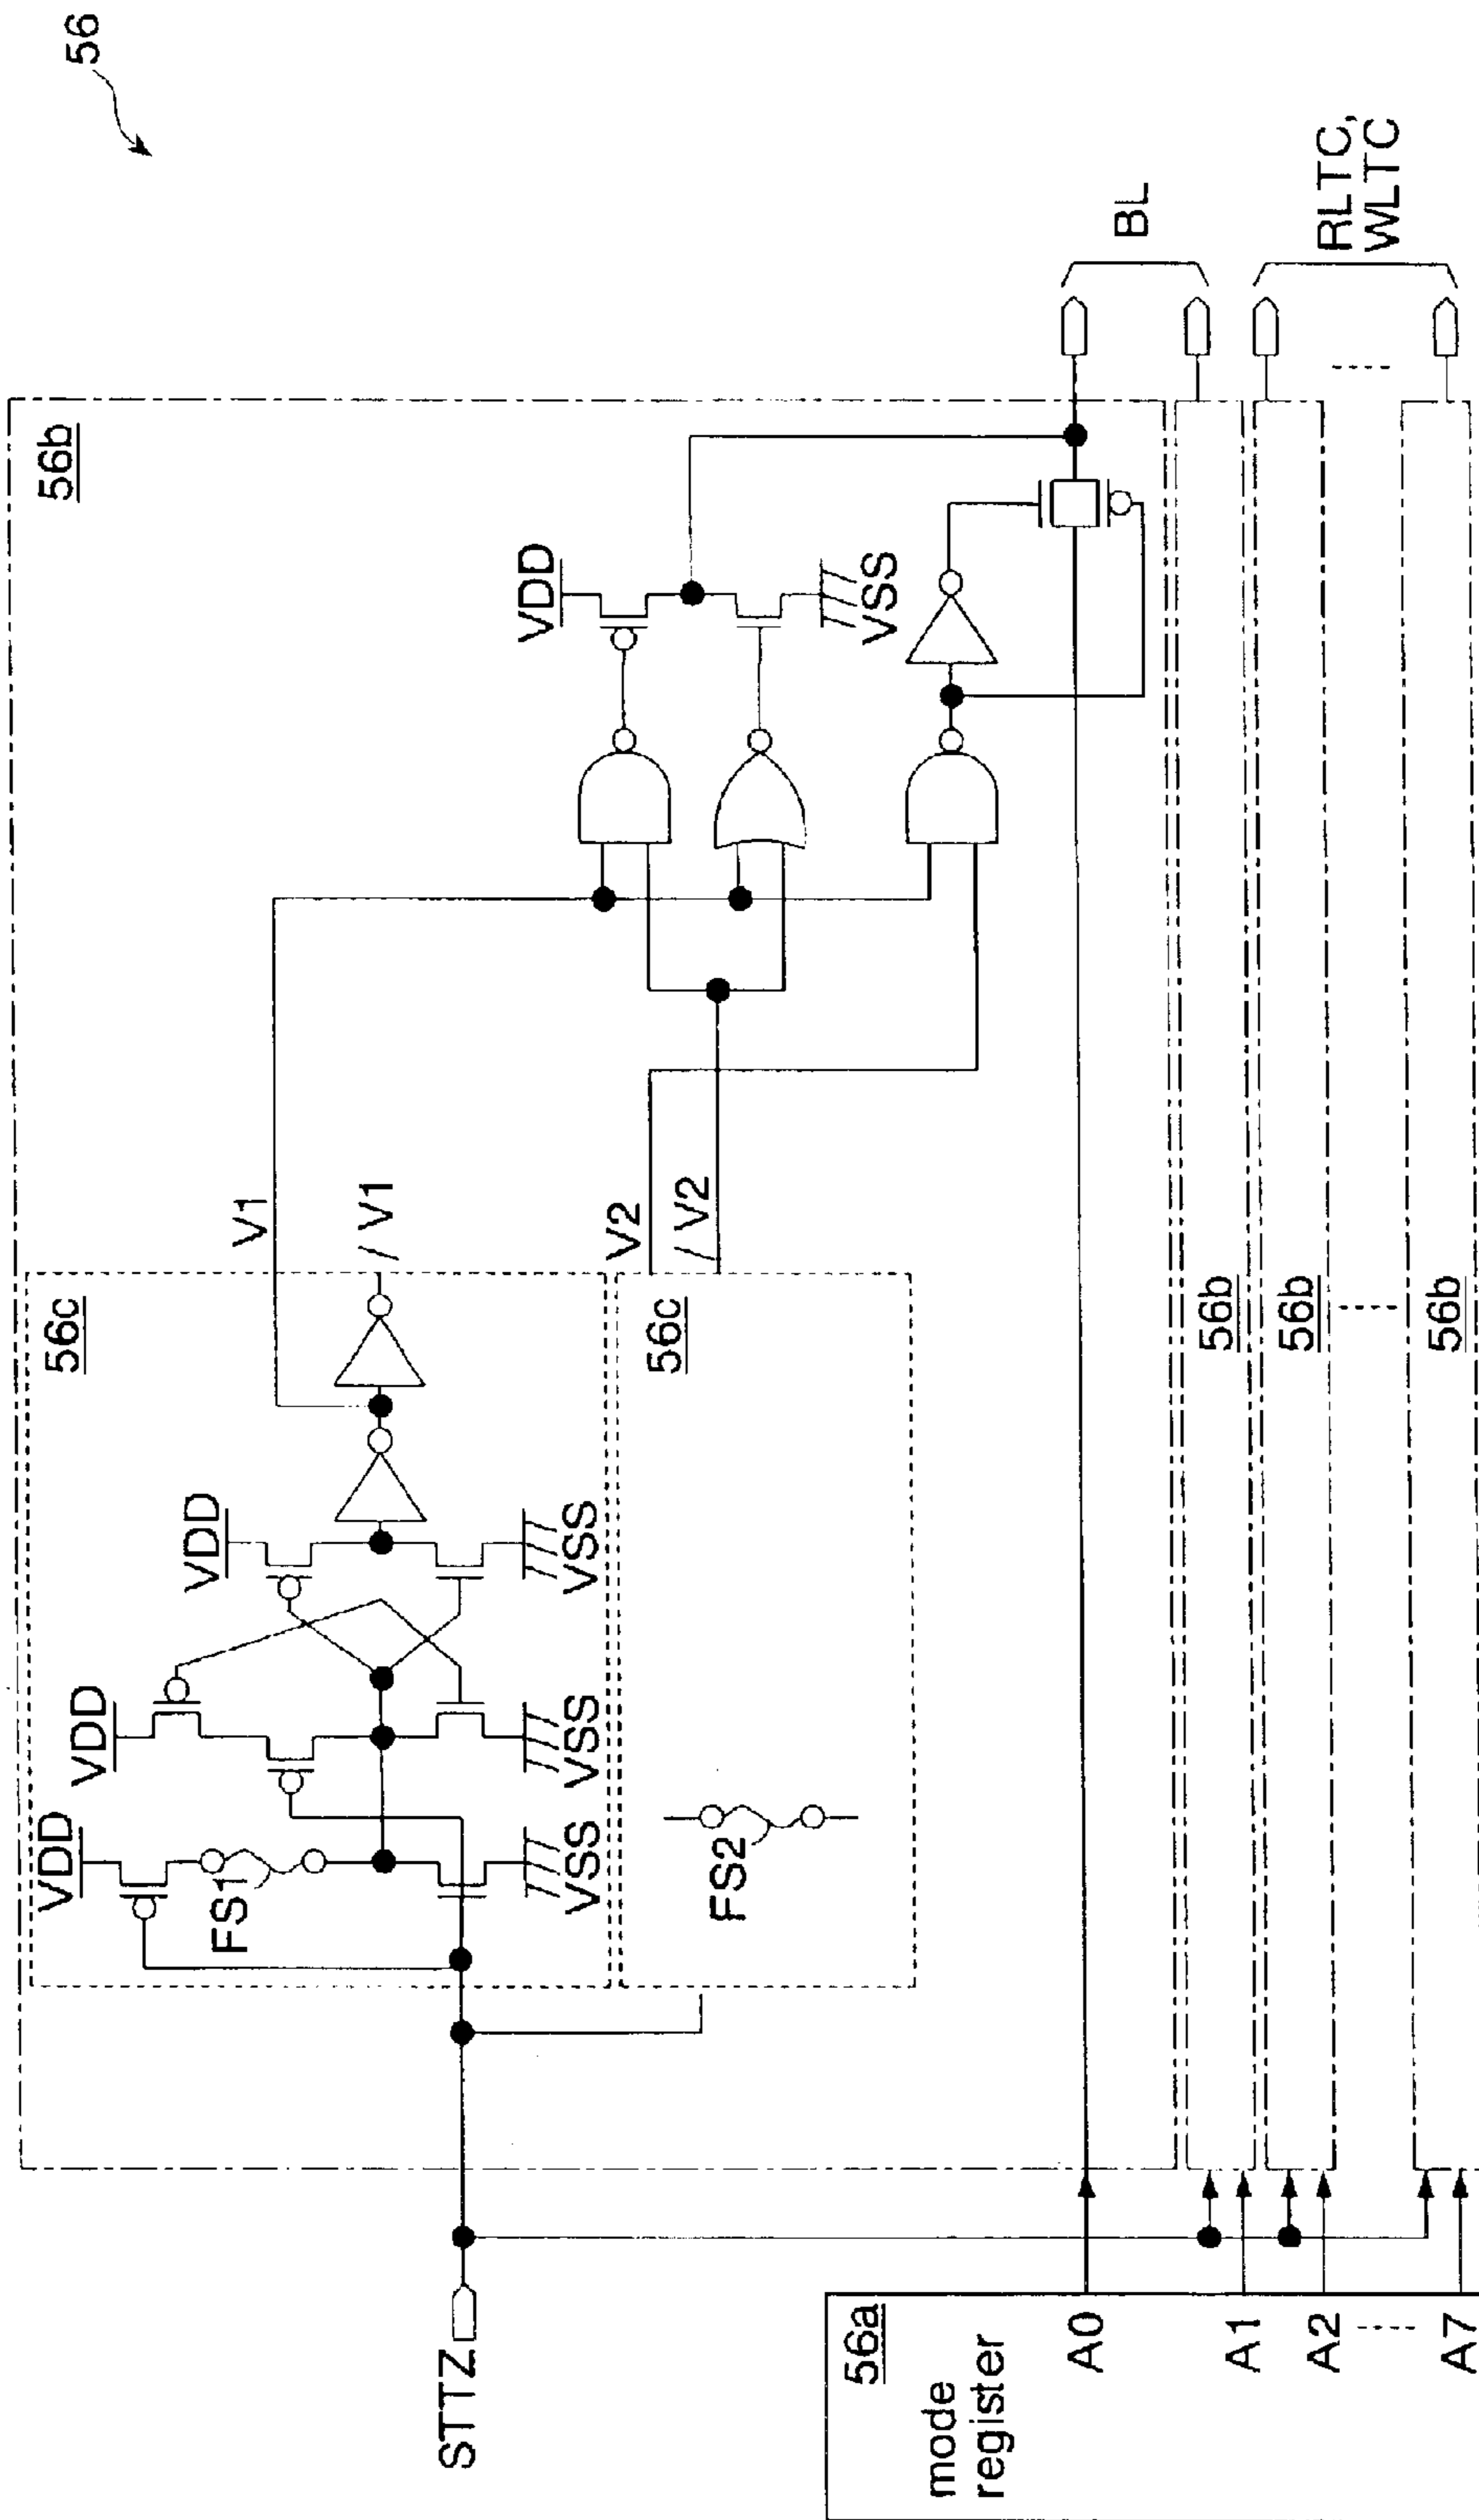 56
56b
56c
VDD
VDD
VDD
FS1
VSS
VSS
VSS
V1
/V1
56c
FS2
V2
/V2
VDD
VSS
STTZ
BL
56a
mode
register
A0
A1
A2
A7
56b
56b
56b
RLTC,
WLTC